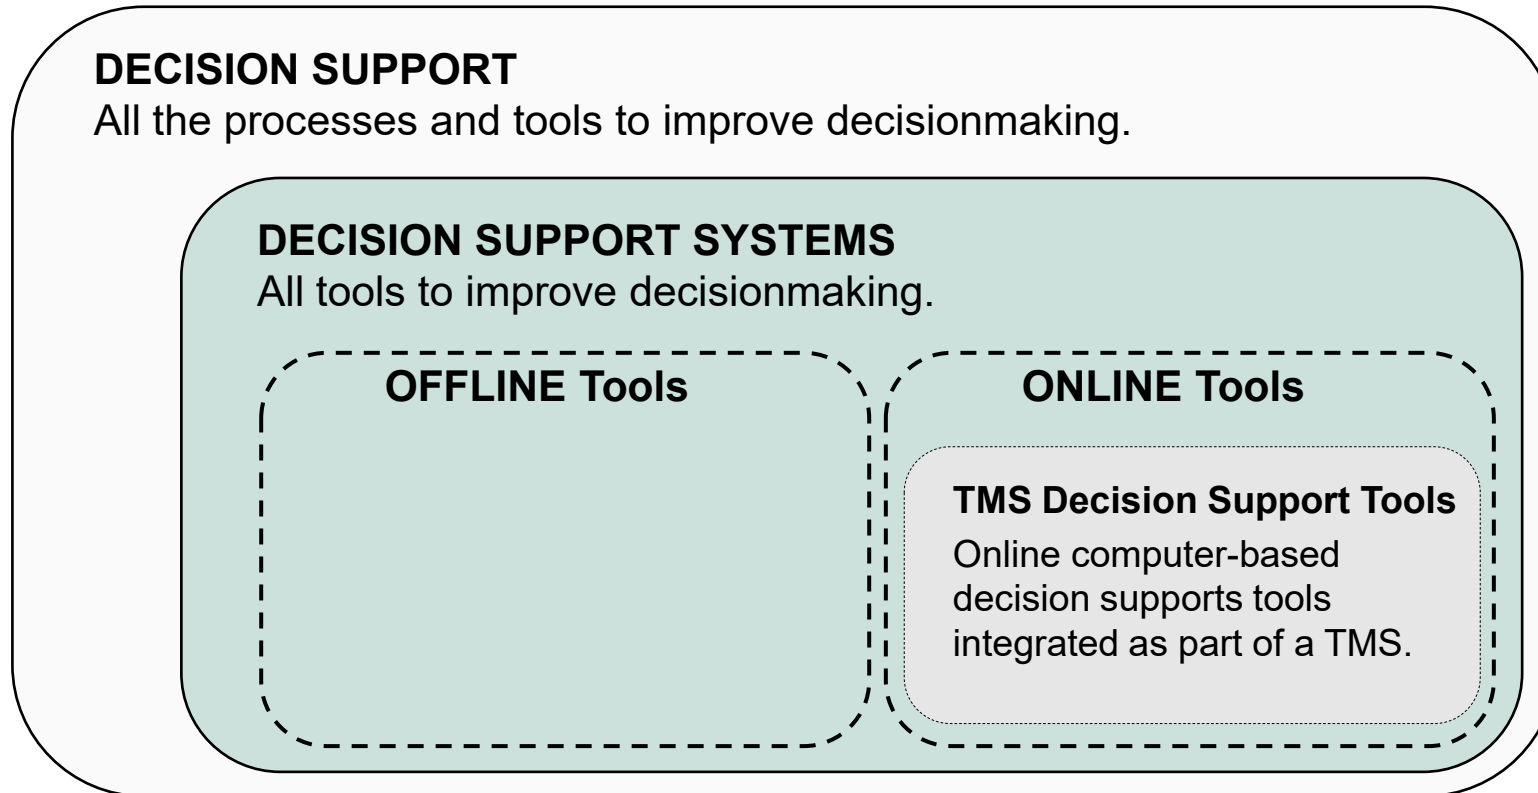 DECISION SUPPORT
All the processes and tools to improve decisionmaking.
DECISION SUPPORT SYSTEMS
All tools to improve decisionmaking.
OFFLINE Tools
ONLINE Tools
TMS Decision Support Tools
Online computer-based
decision supports tools
integrated as part of a TMS.